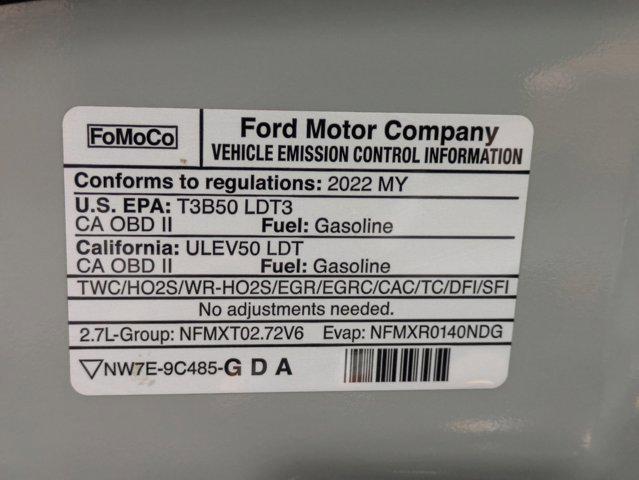 FoMoCo
Ford Motor Company
VEHICLE EMISSION CONTROL INFORMATION
Conforms to regulations: 2022 MY
U.S. EPA: T3B50 LDT3
CA OBD II Fuel: Gasoline
California: ULEV50 LDT
CA OBD II Fuel: Gasoline
TWC/HO2S/WR-HO2S/EGR/EGRC/CAC/TC/DFI/SFI
No adjustments needed.
2.7L-Group: NFMXT02.72V6 Evap: NFMXR0140NDG
▽NW7E-9C485-G D A